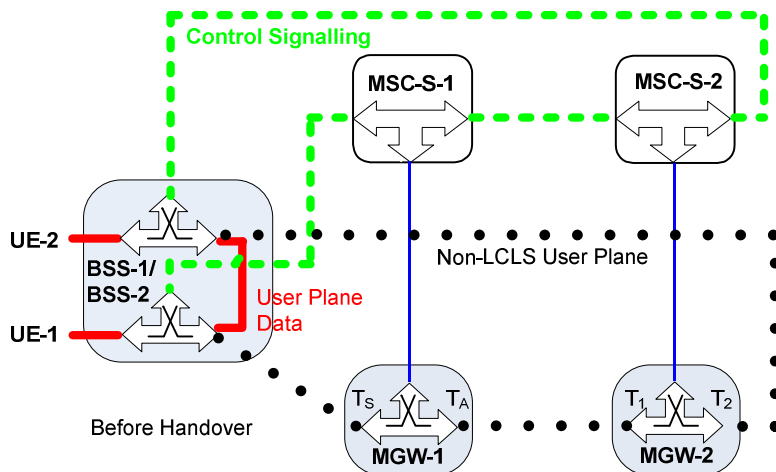 Control Signalling
MSC-S-1
MSC-S-2
UE-2
BSS-1/
BSS-2
Non-LCLS User Plane
User Plane
Data
UE-1
TS
TA
T1
T2
Before Handover
MGW-1
MGW-2